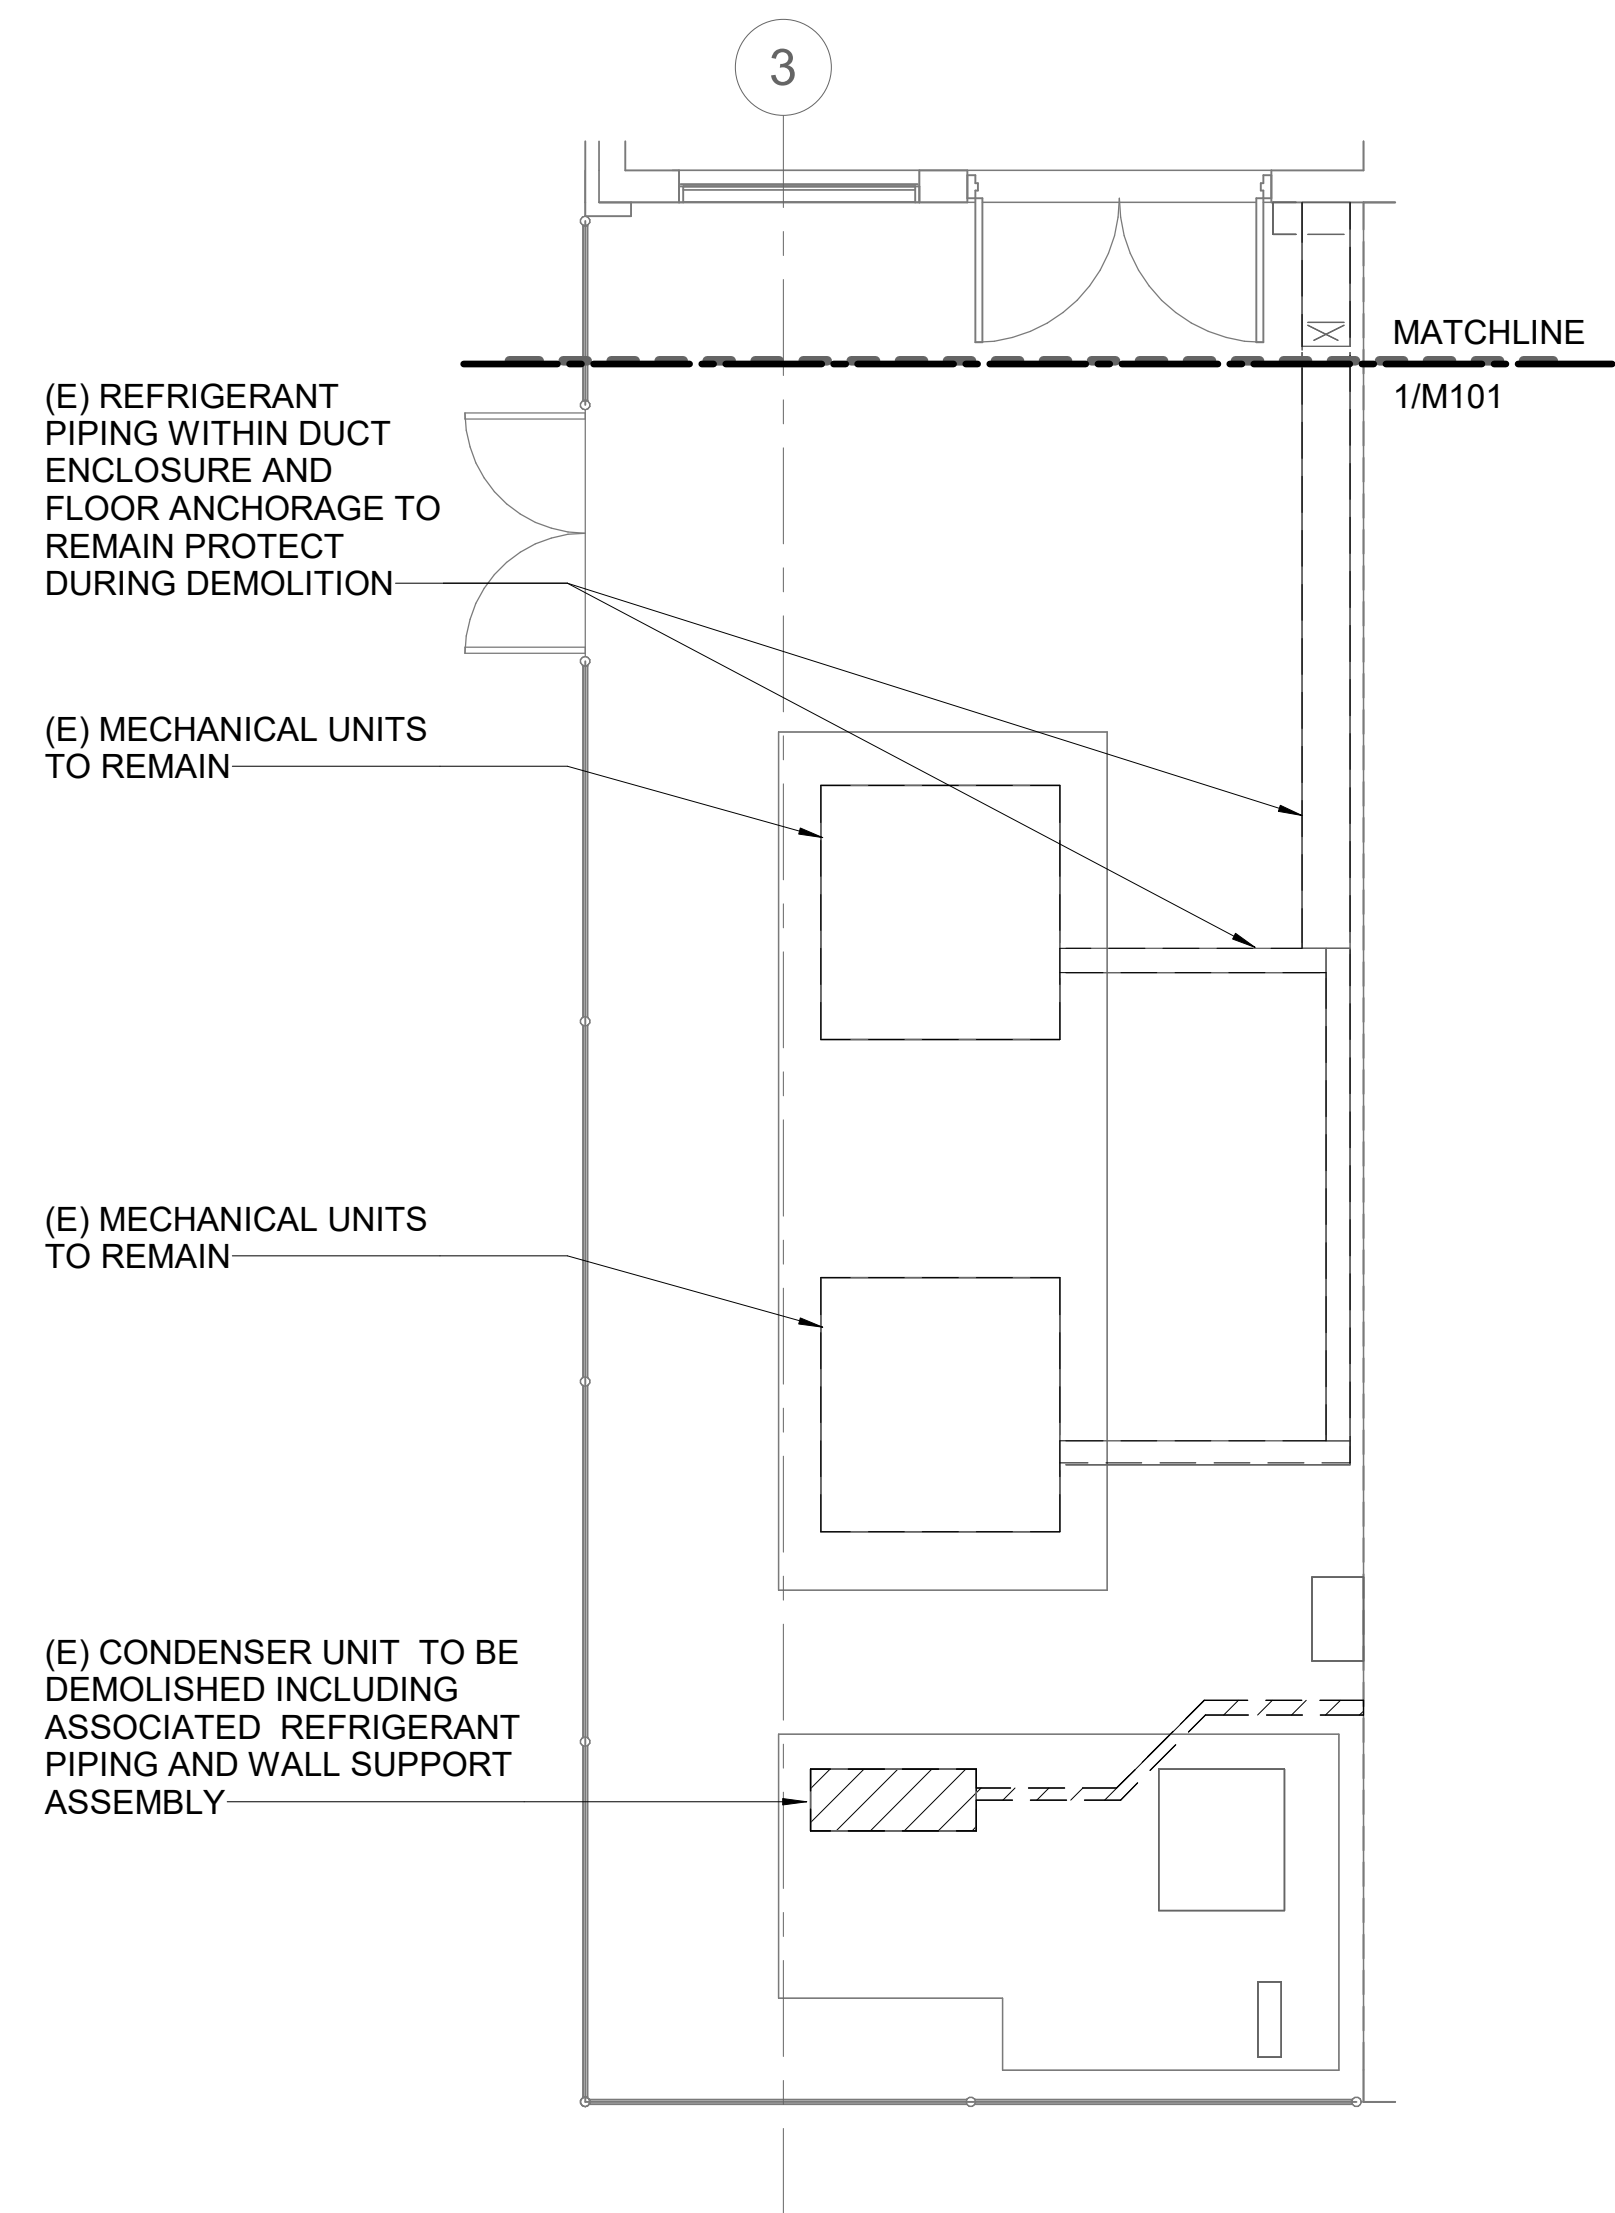 3
MATCHLINE
1/M101
(E) REFRIGERANT
PIPING WITHIN DUCT
ENCLOSURE AND
FLOOR ANCHORAGE TO
REMAIN PROTECT
DURING DEMOLITION
(E) MECHANICAL UNITS
TO REMAIN
(E) MECHANICAL UNITS
TO REMAIN
(E) CONDENSER UNIT  TO BE
DEMOLISHED INCLUDING
ASSOCIATED  REFRIGERANT
PIPING AND WALL SUPPORT
ASSEMBLY